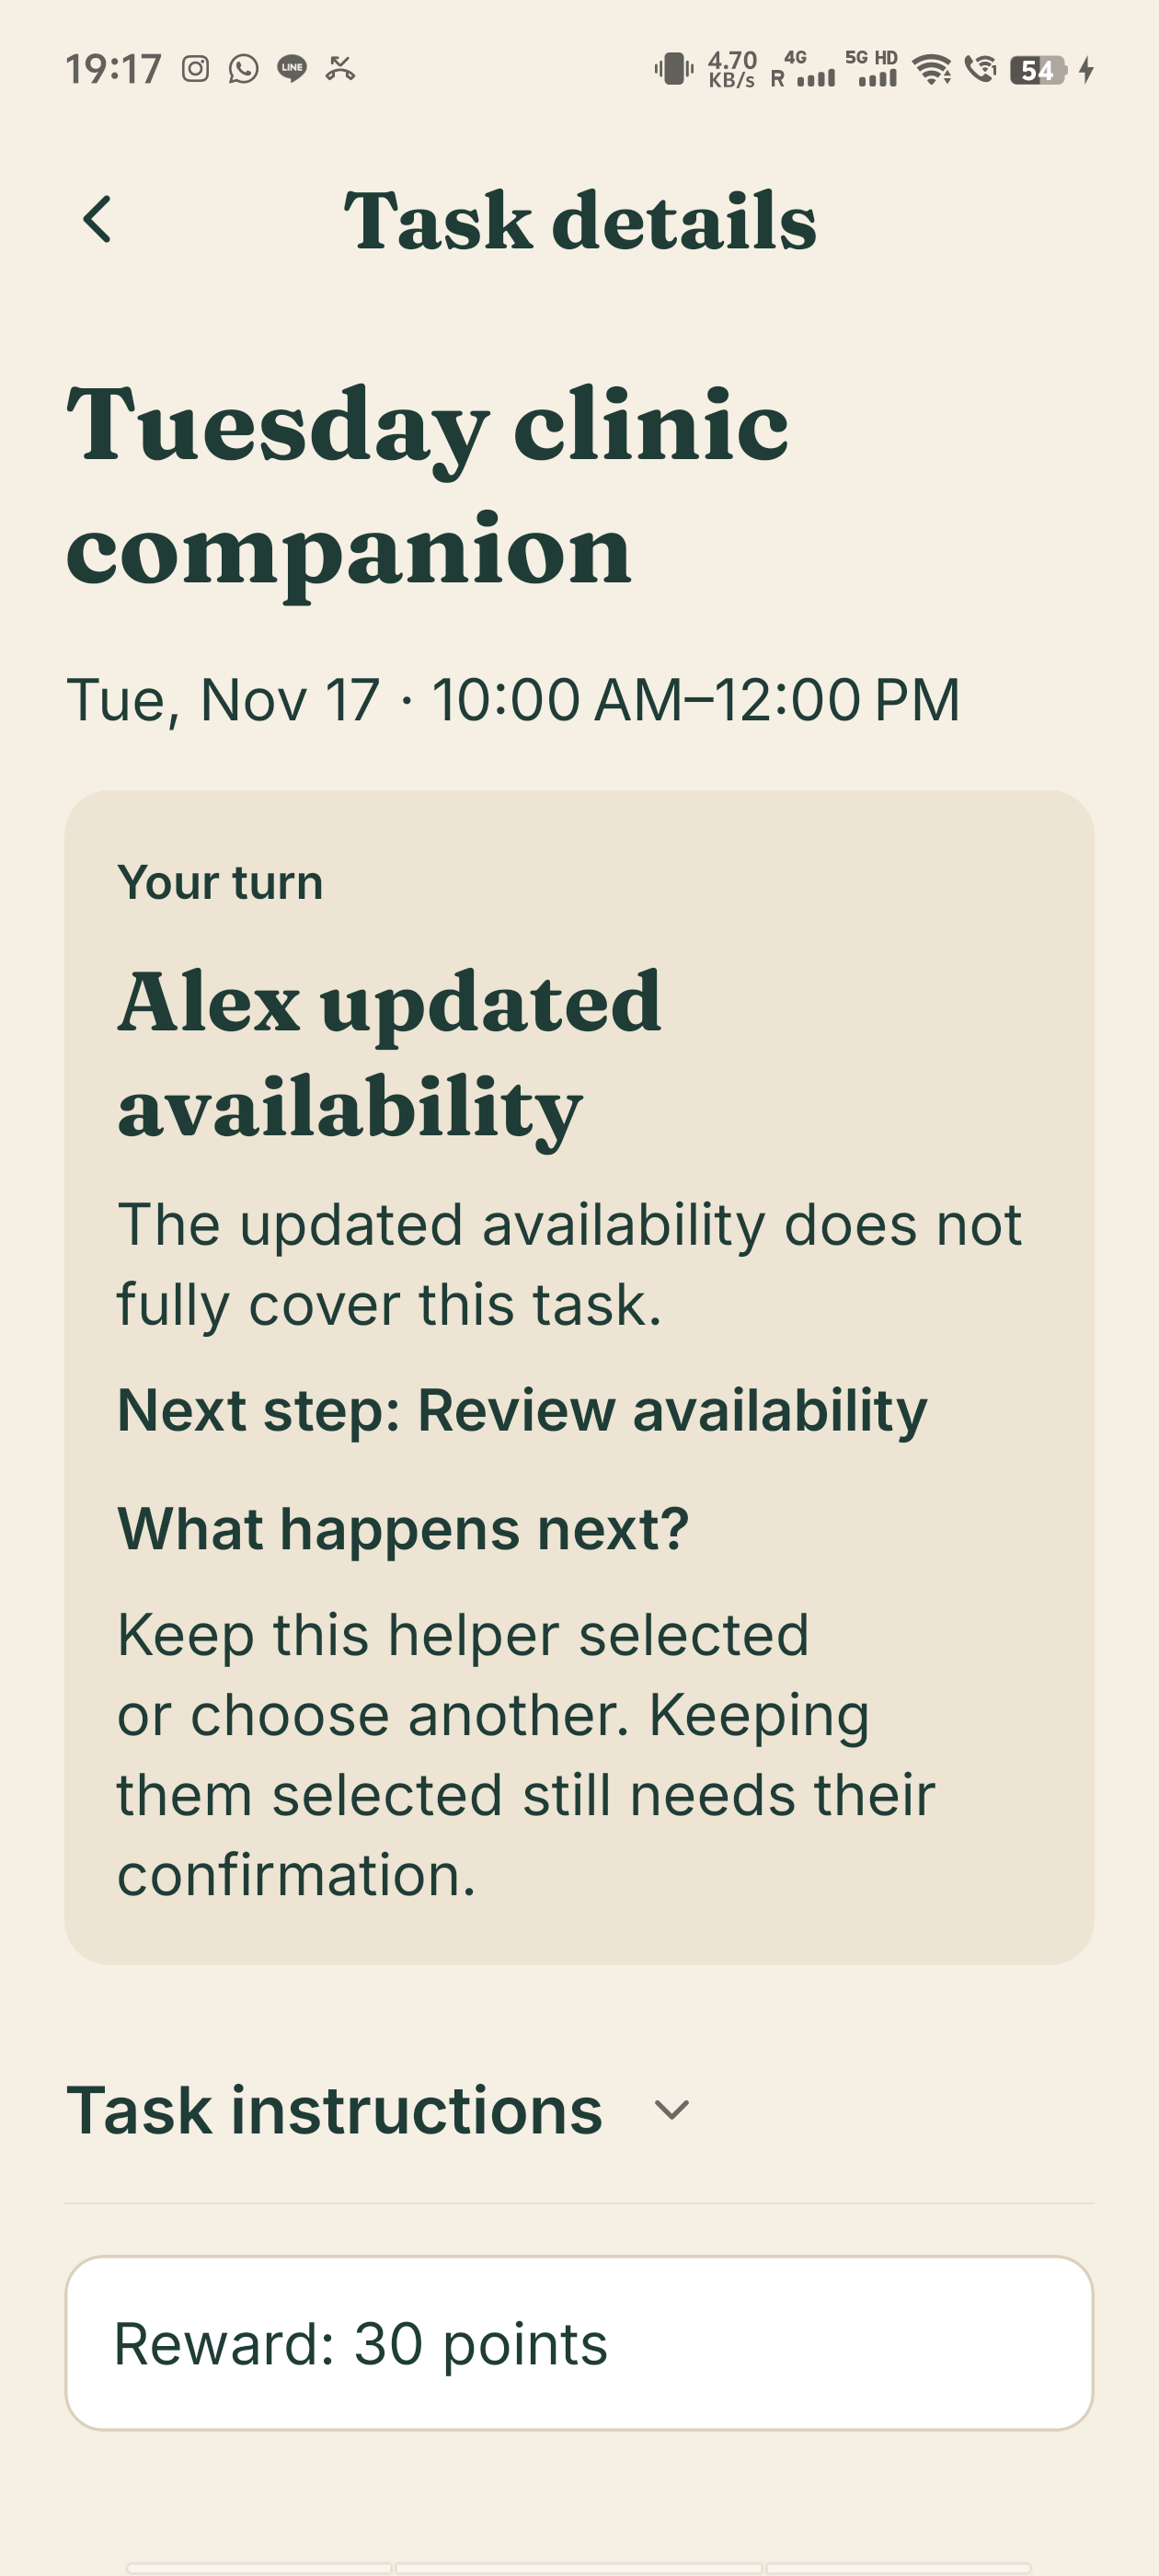 19:17 LINE 4.70 KB/s R 4G 5G HD 54
Task details
Tuesday clinic
companion
Tue, Nov 17 · 10:00 AM–12:00 PM
Your turn
Alex updated
availability
The updated availability does not
fully cover this task.
Next step: Review availability
What happens next?
Keep this helper selected
or choose another. Keeping
them selected still needs their
confirmation.
Task instructions
Reward: 30 points